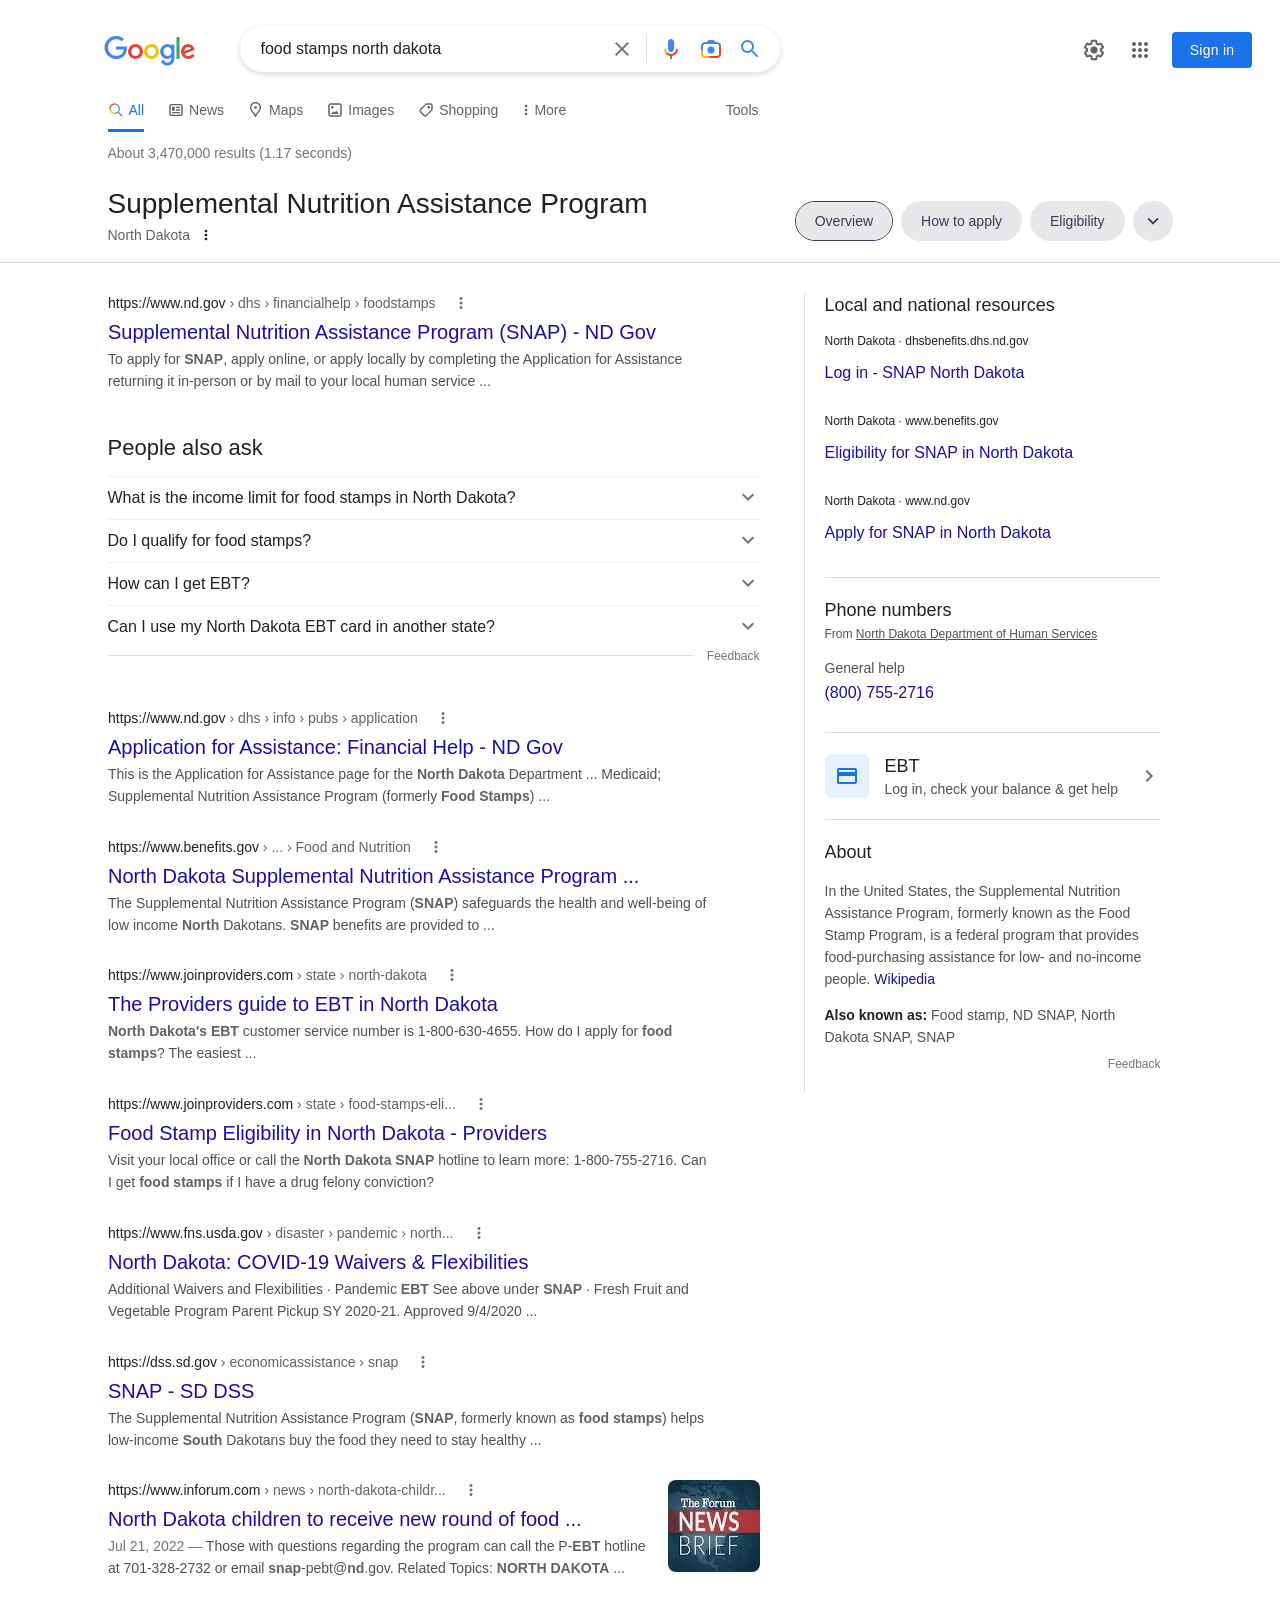 Google
food stamps north dakota
Sign in
All
News
Maps
Images
Shopping
More
Tools
About 3,470,000 results (1.17 seconds)
Supplemental Nutrition Assistance Program
North Dakota
Overview
How to apply
Eligibility
https://www.nd.gov › dhs › financialhelp › foodstamps
Supplemental Nutrition Assistance Program (SNAP) - ND Gov
To apply for SNAP, apply online, or apply locally by completing the Application for Assistance
returning it in-person or by mail to your local human service ...
People also ask
What is the income limit for food stamps in North Dakota?
Do I qualify for food stamps?
How can I get EBT?
Can I use my North Dakota EBT card in another state?
Feedback
https://www.nd.gov › dhs › info › pubs › application
Application for Assistance: Financial Help - ND Gov
This is the Application for Assistance page for the North Dakota Department ... Medicaid;
Supplemental Nutrition Assistance Program (formerly Food Stamps) ...
https://www.benefits.gov › ... › Food and Nutrition
North Dakota Supplemental Nutrition Assistance Program ...
The Supplemental Nutrition Assistance Program (SNAP) safeguards the health and well-being of
low income North Dakotans. SNAP benefits are provided to ...
https://www.joinproviders.com › state › north-dakota
The Providers guide to EBT in North Dakota
North Dakota's EBT customer service number is 1-800-630-4655. How do I apply for food
stamps? The easiest ...
https://www.joinproviders.com › state › food-stamps-eli...
Food Stamp Eligibility in North Dakota - Providers
Visit your local office or call the North Dakota SNAP hotline to learn more: 1-800-755-2716. Can
I get food stamps if I have a drug felony conviction?
https://www.fns.usda.gov › disaster › pandemic › north...
North Dakota: COVID-19 Waivers & Flexibilities
Additional Waivers and Flexibilities · Pandemic EBT See above under SNAP · Fresh Fruit and
Vegetable Program Parent Pickup SY 2020-21. Approved 9/4/2020 ...
https://dss.sd.gov › economicassistance › snap
SNAP - SD DSS
The Supplemental Nutrition Assistance Program (SNAP, formerly known as food stamps) helps
low-income South Dakotans buy the food they need to stay healthy ...
https://www.inforum.com › news › north-dakota-childr...
North Dakota children to receive new round of food ...
Jul 21, 2022 — Those with questions regarding the program can call the P-EBT hotline
at 701-328-2732 or email snap-pebt@nd.gov. Related Topics: NORTH DAKOTA ...
The Forum
NEWS
BRIEF
Local and national resources
North Dakota · dhsbenefits.dhs.nd.gov
Log in - SNAP North Dakota
North Dakota · www.benefits.gov
Eligibility for SNAP in North Dakota
North Dakota · www.nd.gov
Apply for SNAP in North Dakota
Phone numbers
From North Dakota Department of Human Services
General help
(800) 755-2716
EBT
Log in, check your balance & get help
About
In the United States, the Supplemental Nutrition
Assistance Program, formerly known as the Food
Stamp Program, is a federal program that provides
food-purchasing assistance for low- and no-income
people. Wikipedia
Also known as: Food stamp, ND SNAP, North
Dakota SNAP, SNAP
Feedback